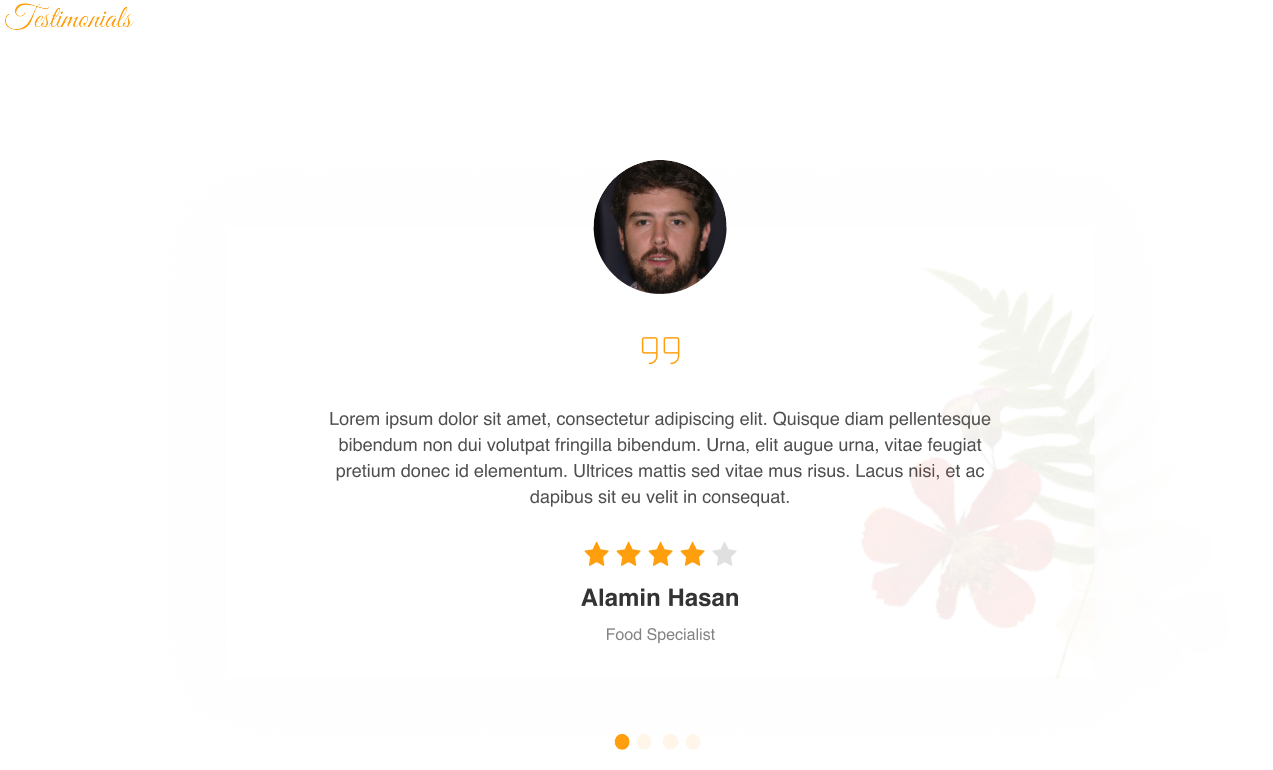 Testimonials
Lorem ipsum dolor sit amet, consectetur adipiscing elit. Quisque diam pellentesque
bibendum non dui volutpat fringilla bibendum. Urna, elit augue urna, vitae feugiat
pretium donec id elementum. Ultrices mattis sed vitae mus risus. Lacus nisi, et ac
dapibus sit eu velit in consequat.
Alamin Hasan
Food Specialist